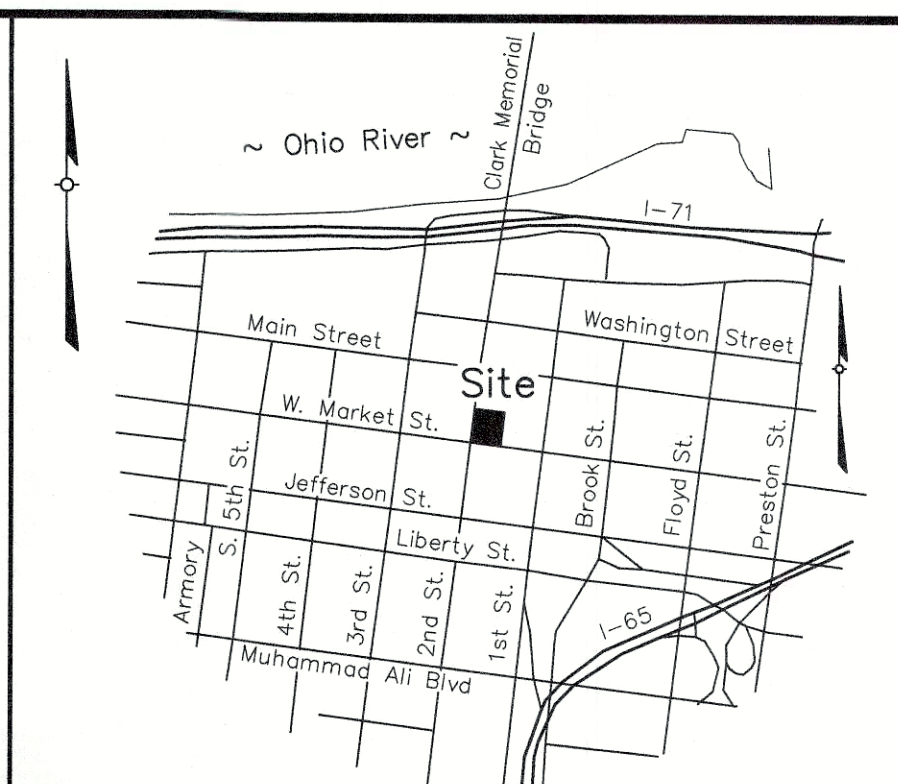 Clark Memorial
Bridge
~ Ohio River ~
I-71
Main Street
Washington Street
Site
W. Market St.
S. 5th St.
Jefferson St.
Brook St.
Floyd St.
Preston St.
Liberty St.
Armory
4th St.
3rd St.
2nd St.
1st St.
I-65
Muhammad Ali Blvd